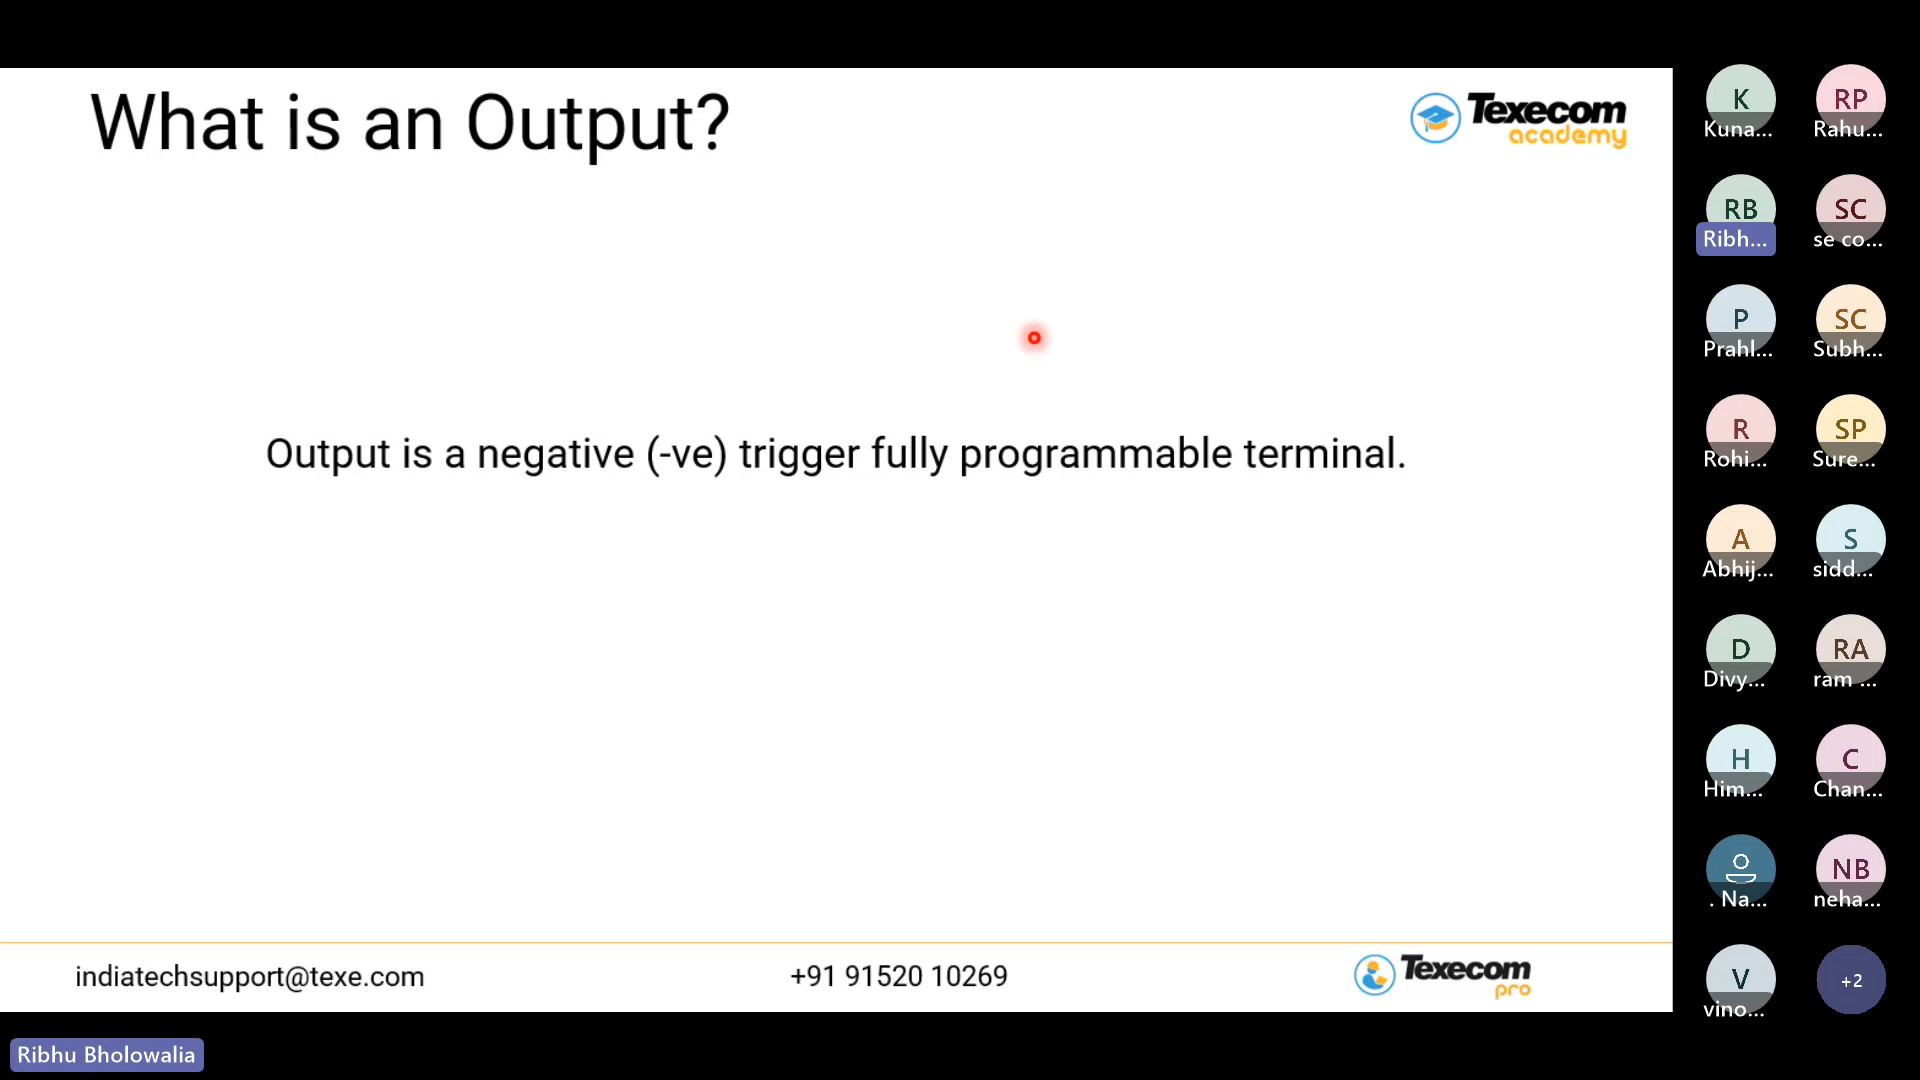 What is an Output?
Texecom
academy
Output is a negative (-ve) trigger fully programmable terminal.
indiatechsupport@texe.com
+91 91520 10269
Texecom
pro
K
Kuna...
RP
Rahu...
RB
Ribh...
SC
se co...
P
Prahl...
SC
Subh...
R
Rohi...
SP
Sure...
A
Abhij...
S
sidd...
D
Divy...
RA
ram ...
H
Him...
C
Chan...
. Na...
NB
neha...
V
vino...
+2
Ribhu Bholowalia